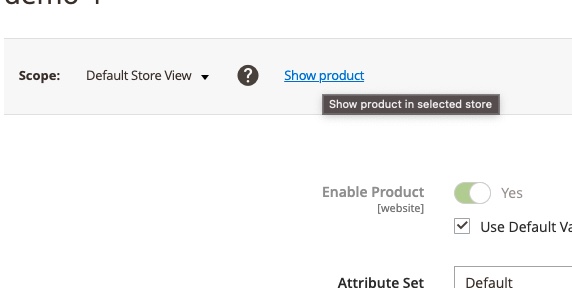 demo 1
Scope: Default Store View ? Show product
Show product in selected store
Enable Product Yes
[website]
Use Default Va
Attribute Set Default